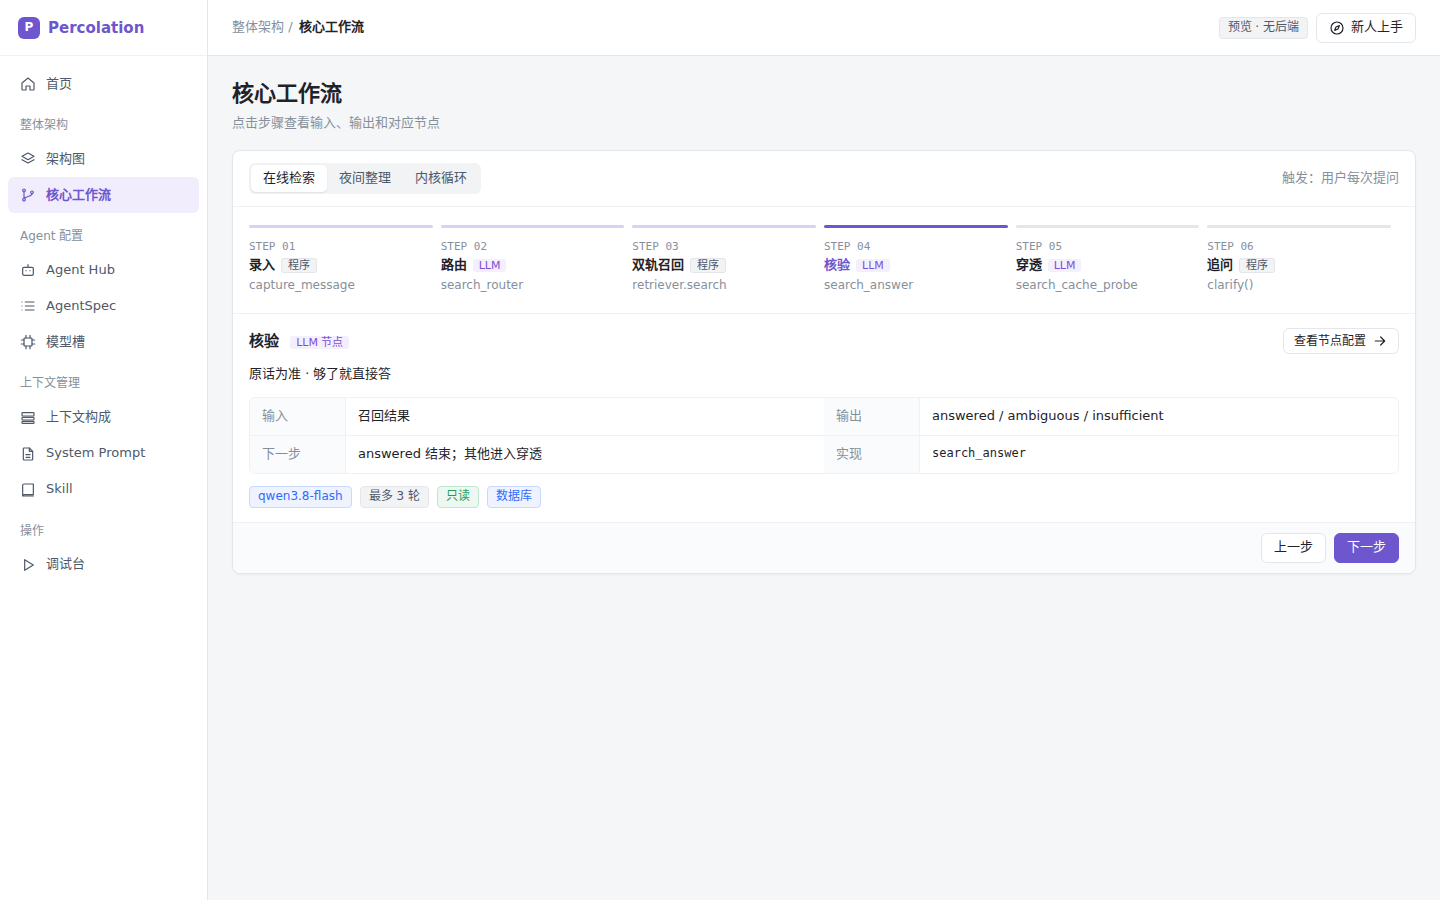 P Percolation
首页
整体架构
架构图
核心工作流
Agent 配置
Agent Hub
AgentSpec
模型槽
上下文管理
上下文构成
System Prompt
Skill
操作
调试台
整体架构 / 核心工作流
预览 · 无后端
新人上手
核心工作流
点击步骤查看输入、输出和对应节点
在线检索 夜间整理 内核循环
触发：用户每次提问
STEP 01
录入 程序
capture_message
STEP 02
路由 LLM
search_router
STEP 03
双轨召回 程序
retriever.search
STEP 04
核验 LLM
search_answer
STEP 05
穿透 LLM
search_cache_probe
STEP 06
追问 程序
clarify()
核验 LLM 节点
查看节点配置
原话为准 · 够了就直接答
输入 召回结果 输出 answered / ambiguous / insufficient
下一步 answered 结束；其他进入穿透 实现 search_answer
qwen3.8-flash 最多 3 轮 只读 数据库
上一步 下一步